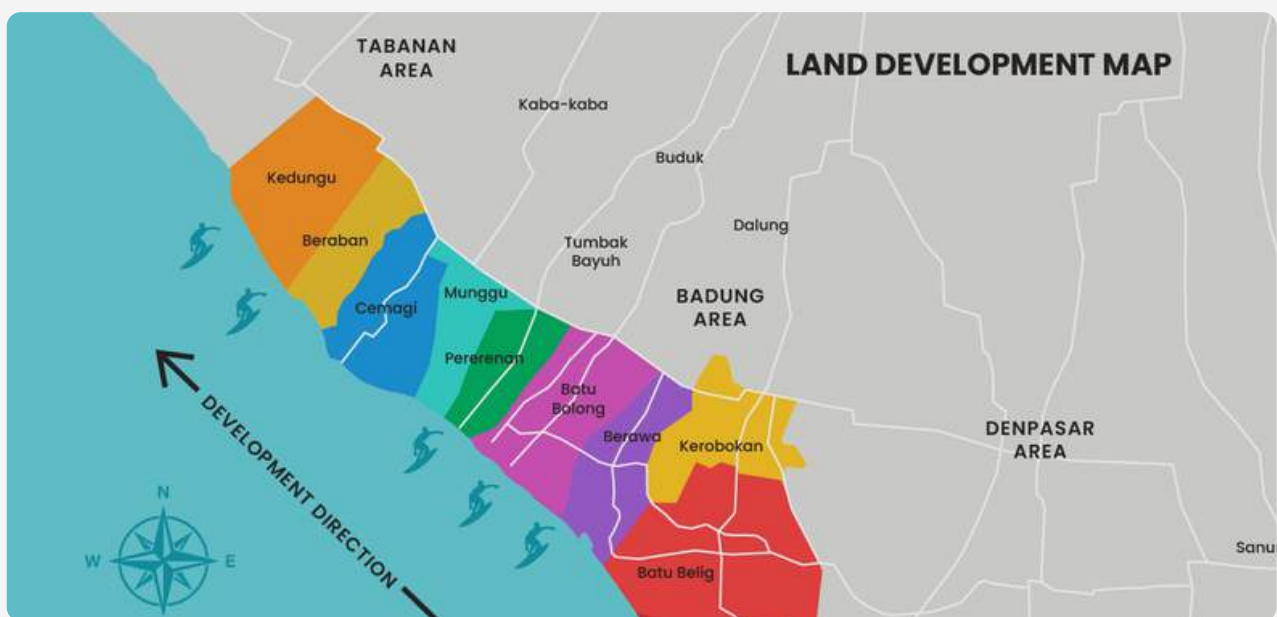 LAND DEVELOPMENT MAP
TABANAN
AREA
Kaba-kaba
Buduk
Kedungu
Dalung
Beraban
Tumbak
Bayuh
Munggu
BADUNG
AREA
Cemagi
Pererenan
Batu
Bolong
Berawa
Kerobokan
DENPASAR
AREA
DEVELOPMENT DIRECTION
N
W
E
Sanu
Batu Belig